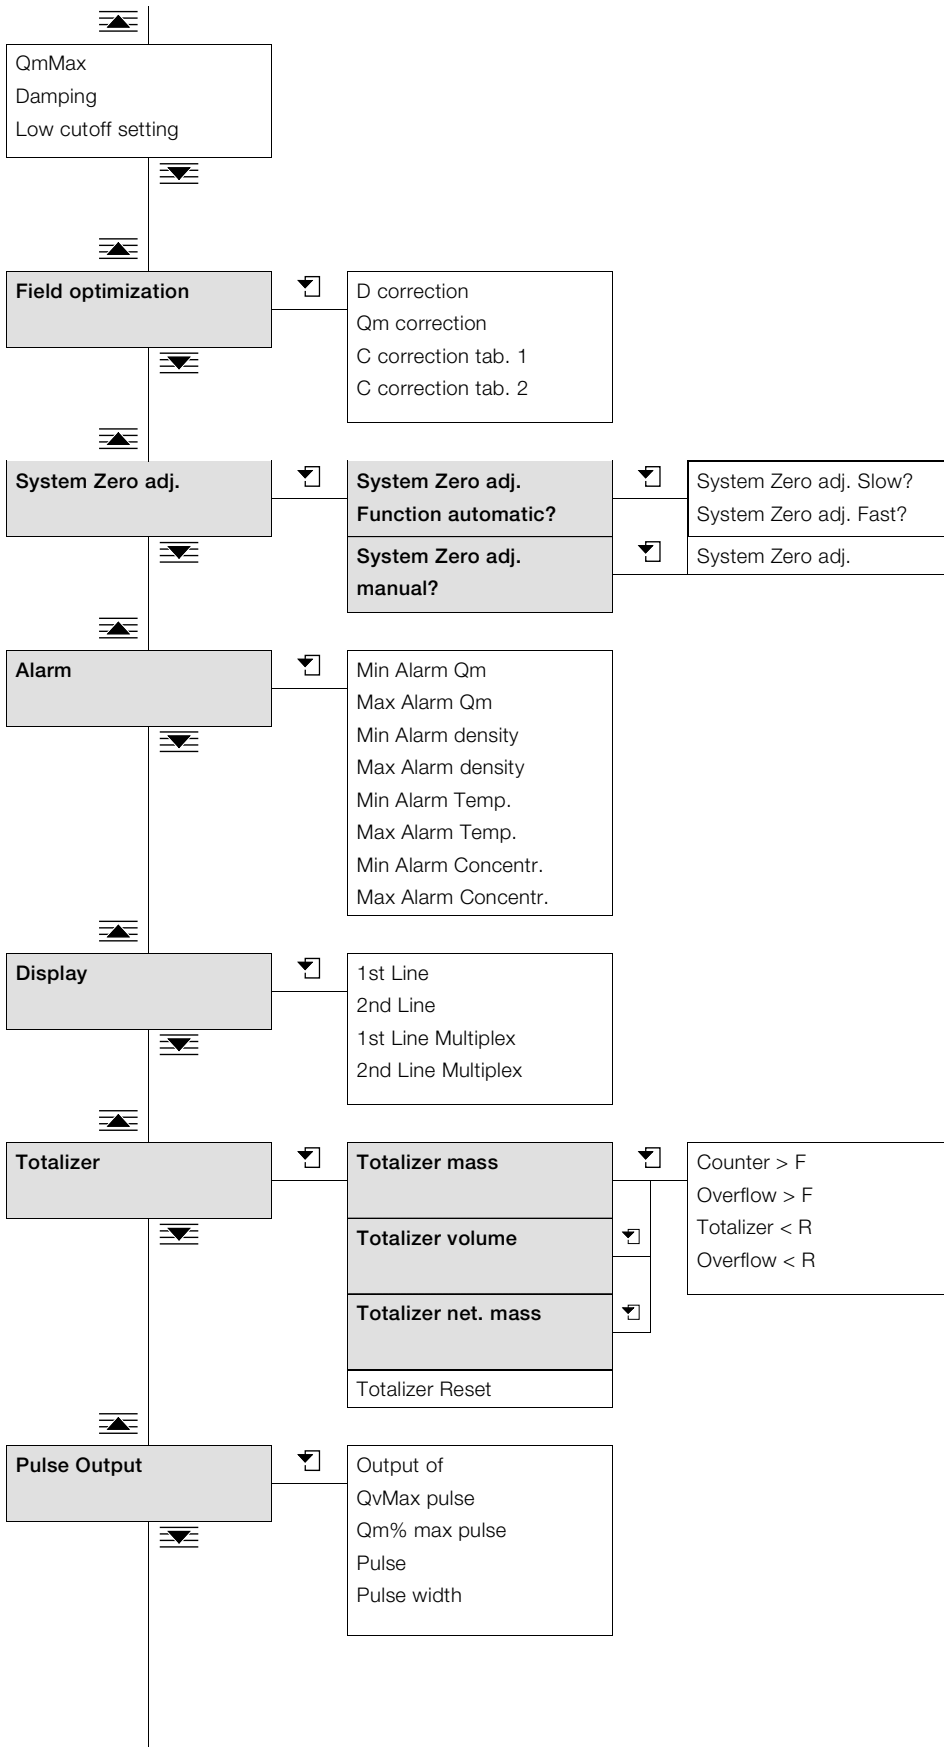 QmMax
Damping
Low cutoff setting
Field optimization
D correction
Qm correction
C correction tab. 1
C correction tab. 2
System Zero adj.
System Zero adj.
Function automatic?
System Zero adj. Slow?
System Zero adj. Fast?
System Zero adj.
manual?
System Zero adj.
Alarm
Min Alarm Qm
Max Alarm Qm
Min Alarm density
Max Alarm density
Min Alarm Temp.
Max Alarm Temp.
Min Alarm Concentr.
Max Alarm Concentr.
Display
1st Line
2nd Line
1st Line Multiplex
2nd Line Multiplex
Totalizer
Totalizer mass
Totalizer volume
Totalizer net. mass
Totalizer Reset
Counter > F
Overflow > F
Totalizer < R
Overflow < R
Pulse Output
Output of
QvMax pulse
Qm% max pulse
Pulse
Pulse width